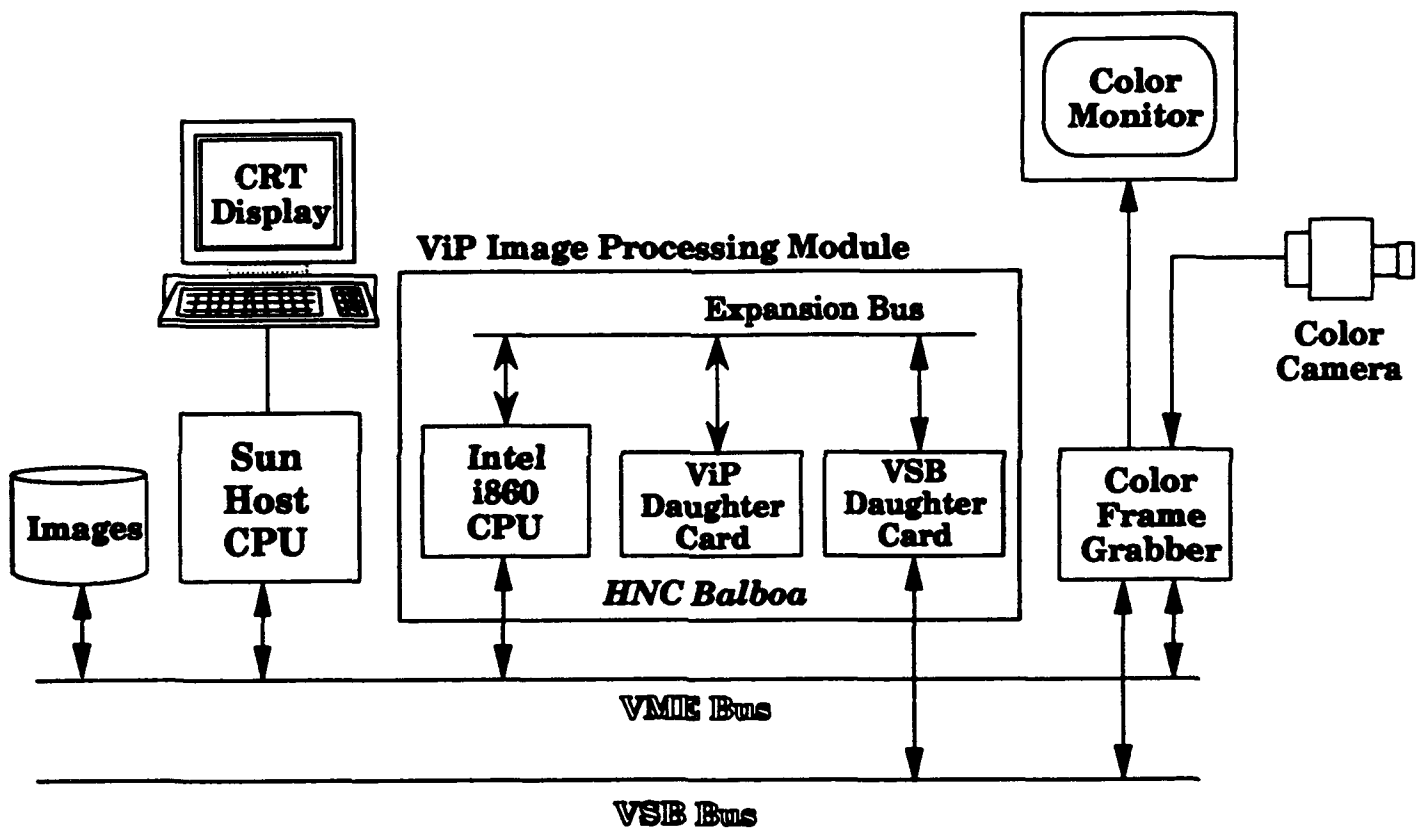 Color
Monitor
CRT
Display
ViP Image Processing Module
Expansion Bus
Color
Camera
Sun
Host
CPU
Intel
i860
CPU
ViP
Daughter
Card
VSB
Daughter
Card
Color
Frame
Grabber
Images
HNC Balboa
VME Bus
VSB Bus